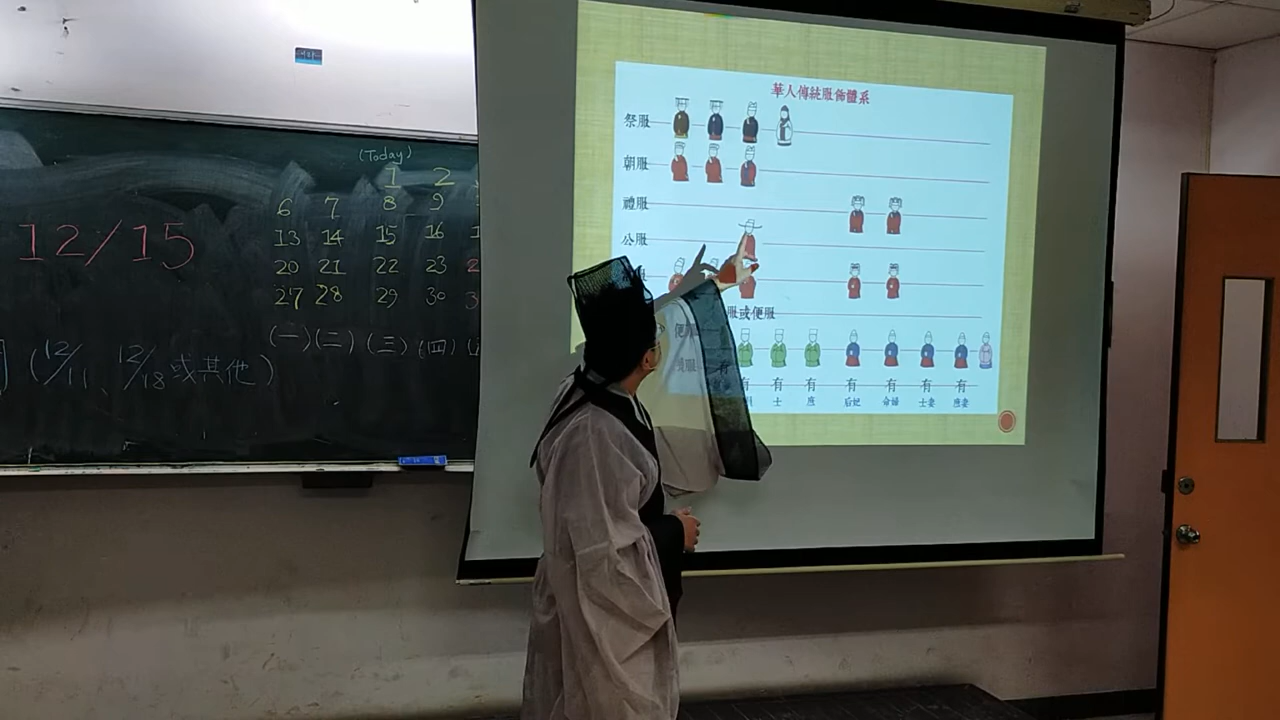 (Today)
1 2
6 7 8 9
13 14 15 16
20 21 22 23
27 28 29 30
(一)(二)(三)(四)
12/15
(12/11、12/18或其他)
華人傳統服飾體系
祭服
朝服
禮服
公服
服或便服
有 有 有 有 有 有 有
士 庶 后妃 命婦 士妻 庶妻